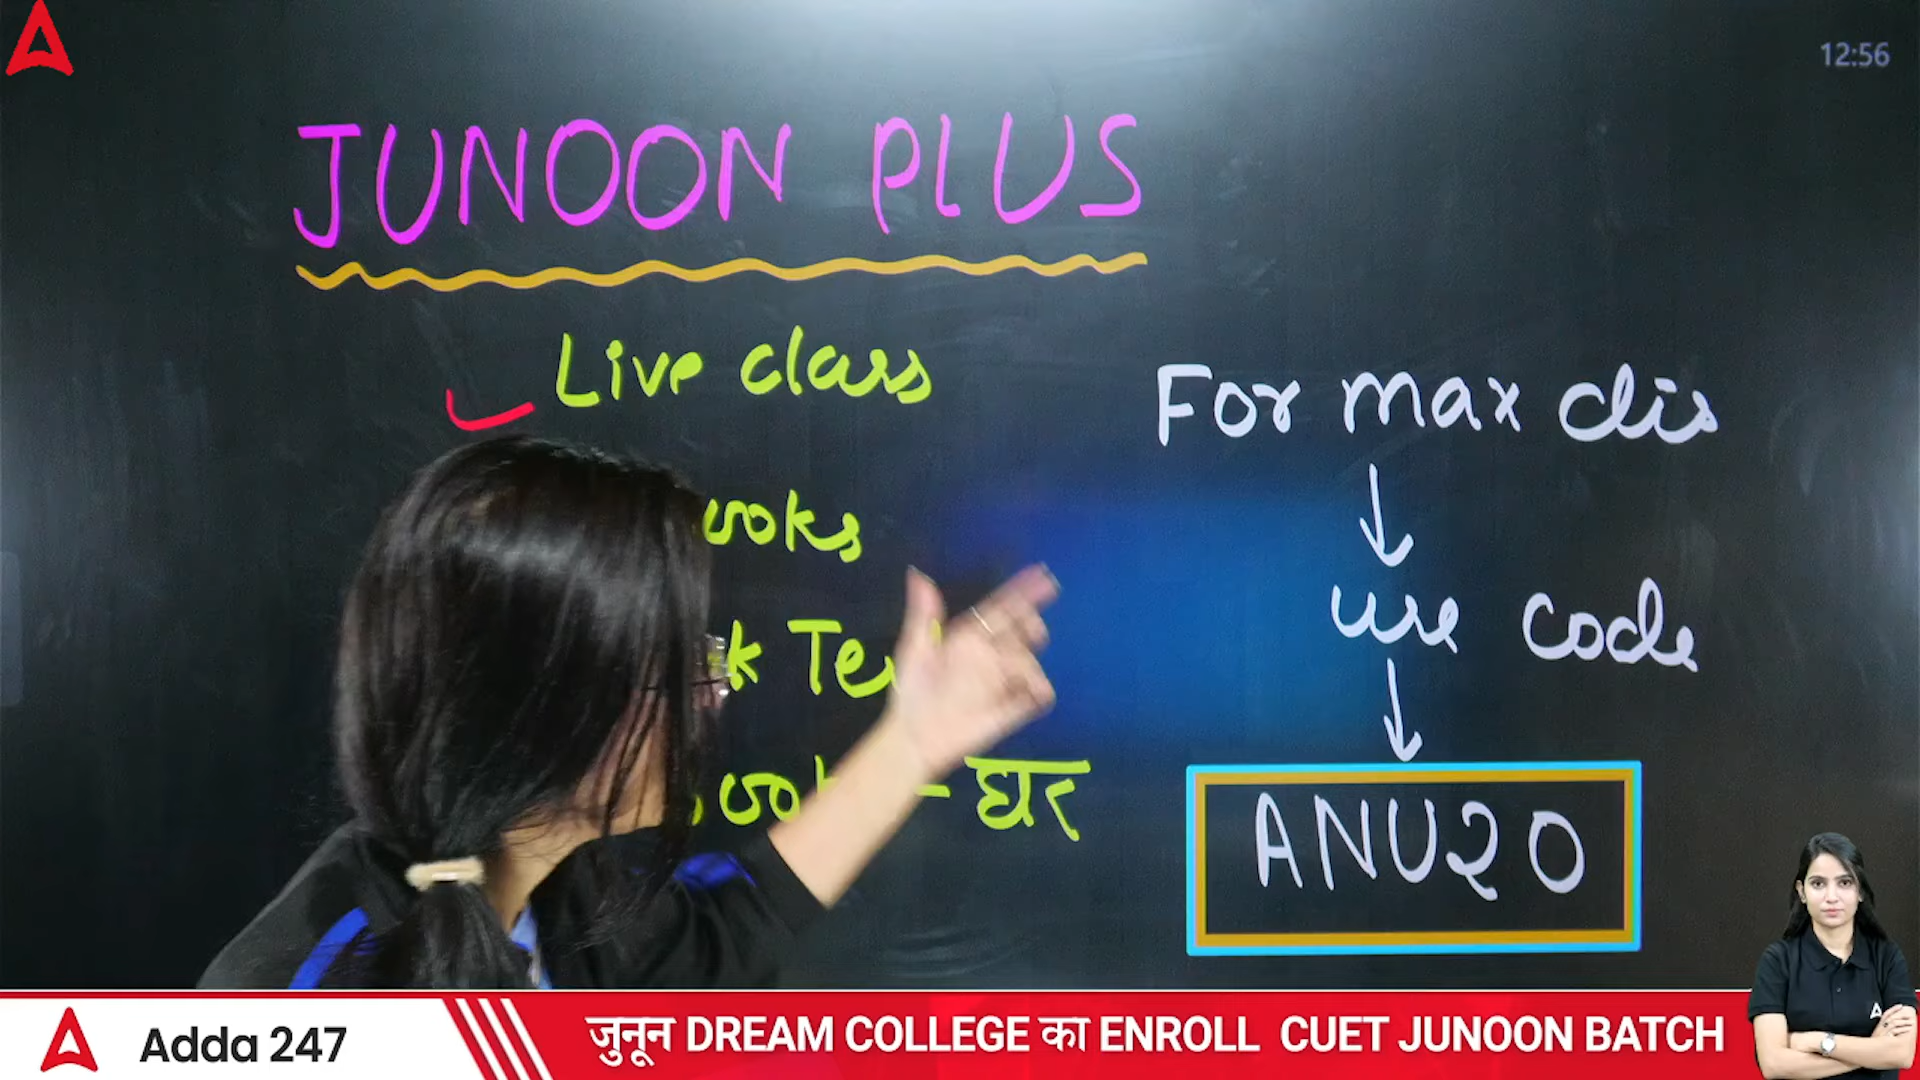 12:56
JUNOON PLUS
Live class
घर
For max dis
use code
ANU20
Adda 247
जुनून DREAM COLLEGE का ENROLL CUET JUNOON BATCH